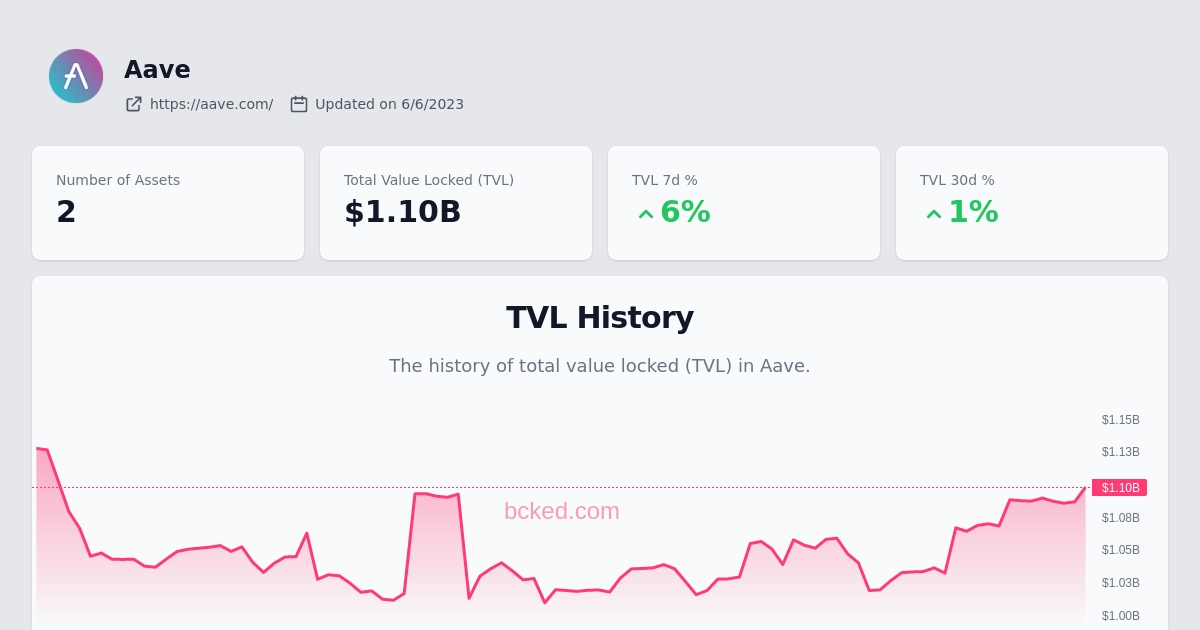 Aave
https://aave.com/ Updated on 6/6/2023
Number of Assets
2
Total Value Locked (TVL)
$1.10B
TVL 7d %
6%
TVL 30d %
1%
TVL History
The history of total value locked (TVL) in Aave.
$1.15B
$1.13B
$1.10B
bcked.com
$1.08B
$1.05B
$1.03B
$1.00B